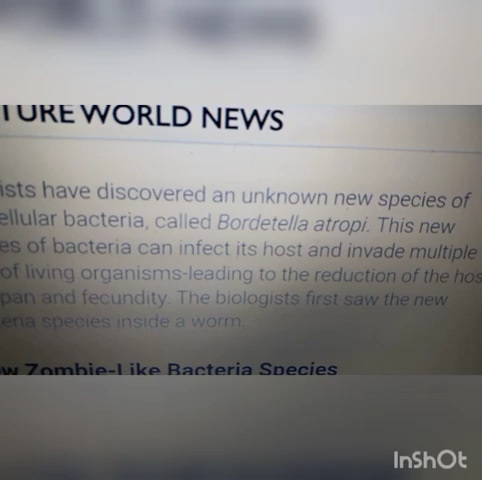 TURE WORLD NEWS
ists have discovered an unknown new species of
ellular bacteria, called Bordetella atropi. This new
es of bacteria can infect its host and invade multiple
of living organisms-leading to the reduction of the hos
pan and fecundity. The biologists first saw the new
eria species inside a worm.
w Zombie-Like Bacteria Species
InShOt